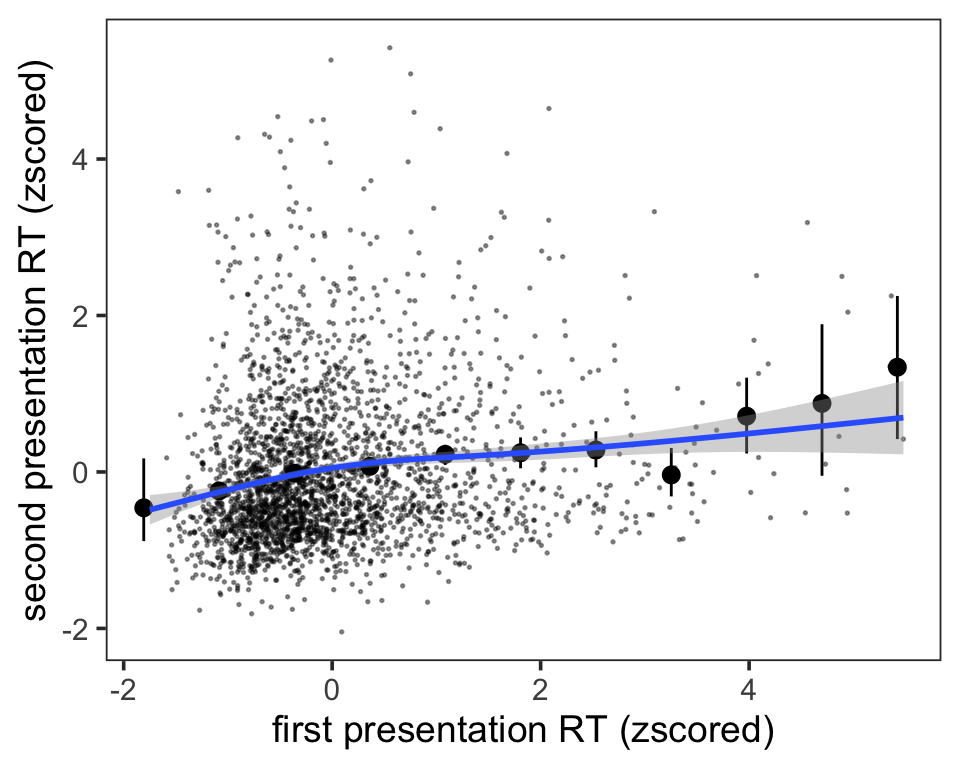 second presentation RT (zscored)
4
2
0
-2
-2 0 2 4
first presentation RT (zscored)